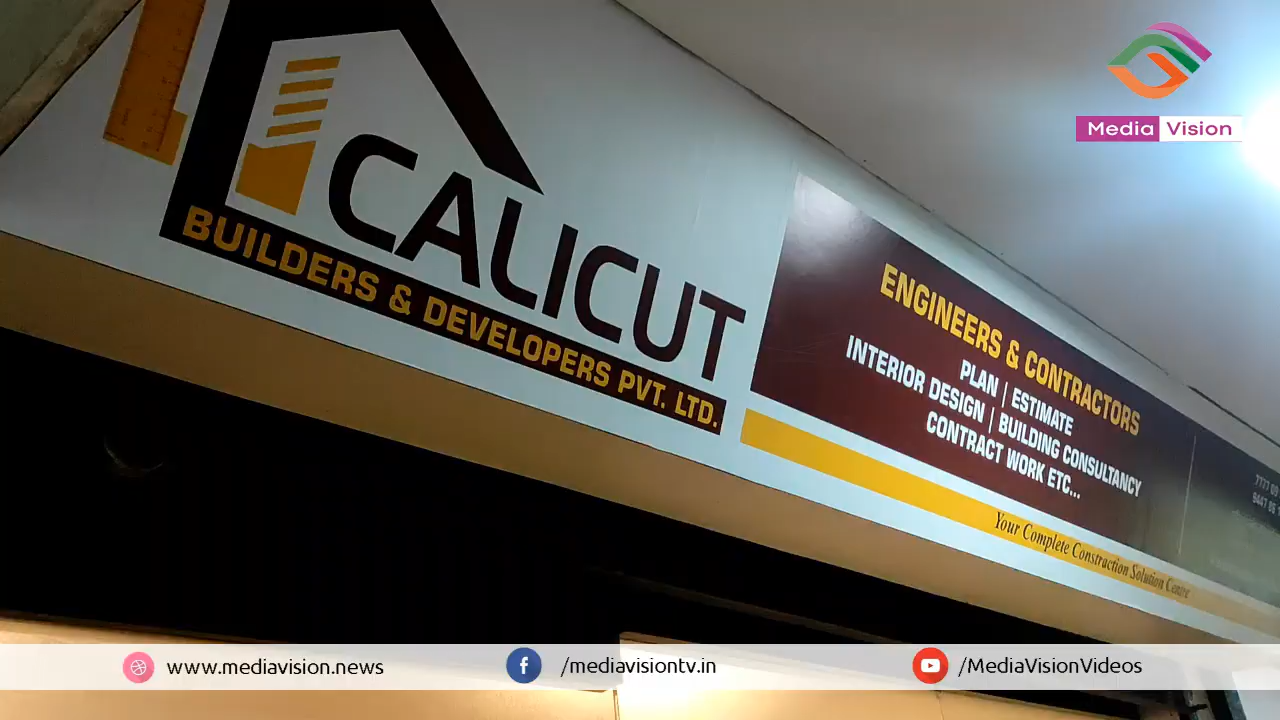 Media Vision
CALICUT
BUILDERS & DEVELOPERS PVT. LTD.
ENGINEERS & CONTRACTORS
PLAN | ESTIMATE
INTERIOR DESIGN | BUILDING CONSULTANCY
CONTRACT WORK ETC...
Your Complete Constraction Solution Centre
www.mediavision.news
/mediavisiontv.in
/MediaVisionVideos